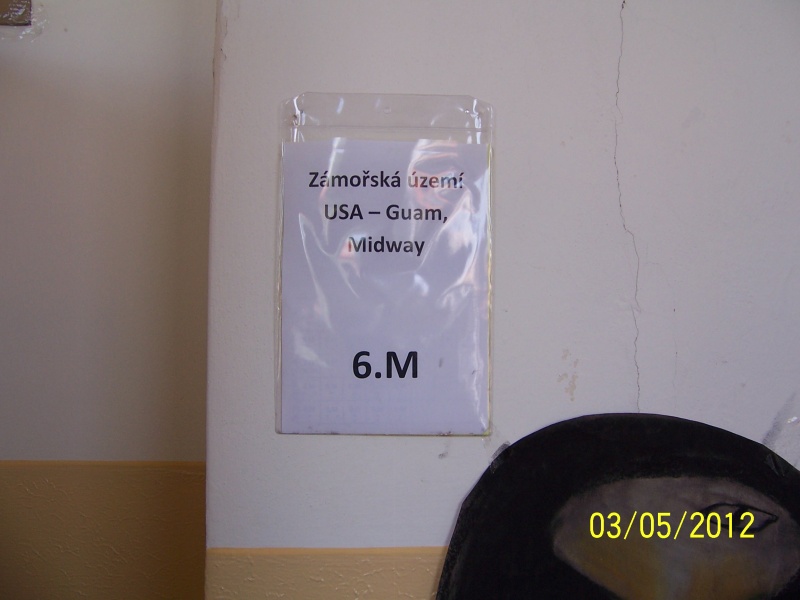 Zámořská území
USA – Guam,
Midway
6.M
03/05/2012